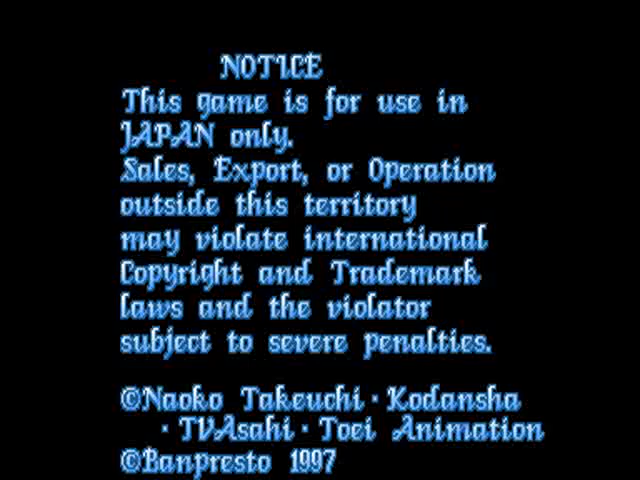 NOTICE
This game is for use in
JAPAN only.
Sales, Export, or Operation
outside this territory
may violate international
Copyright and Trademark
laws and the violator
subject to severe penalties.
©Naoko Takeuchi・Kodansha
・TVAsahi・Toei Animation
©Banpresto 1997